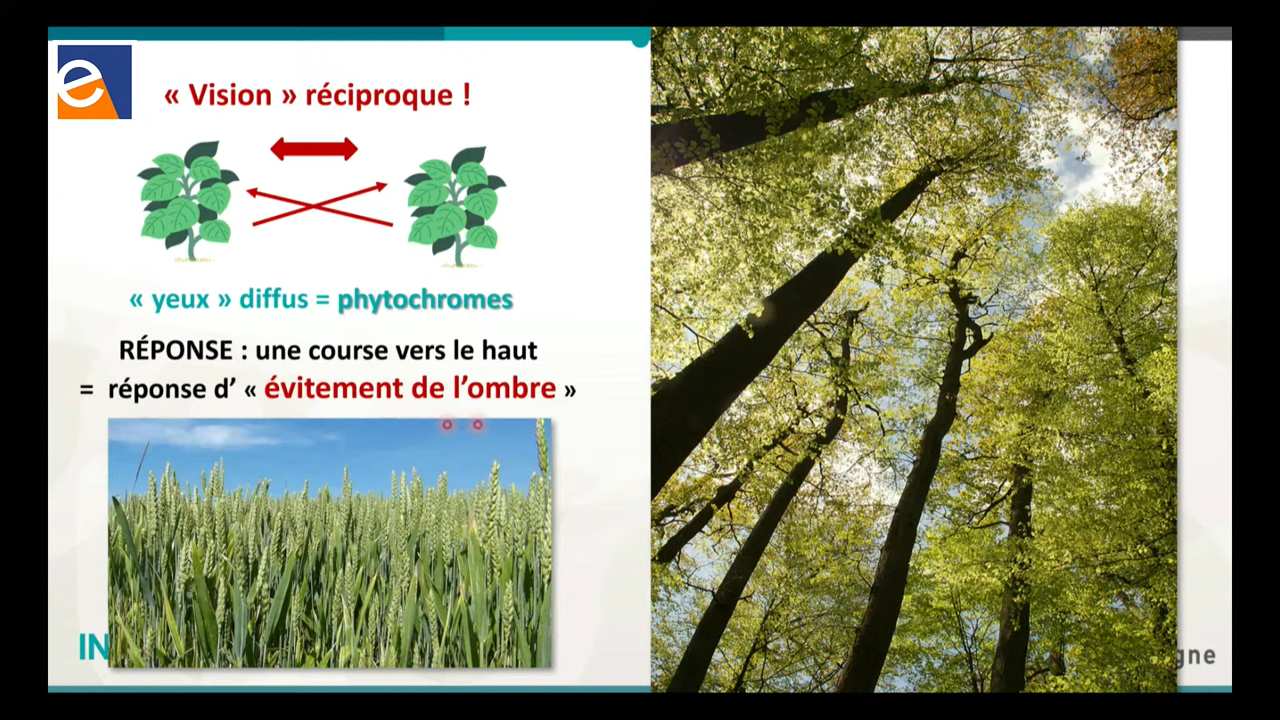 e
« Vision » réciproque !
« yeux » diffus = phytochromes
RÉPONSE : une course vers le haut
= réponse d’ « évitement de l’ombre »
IN
gne